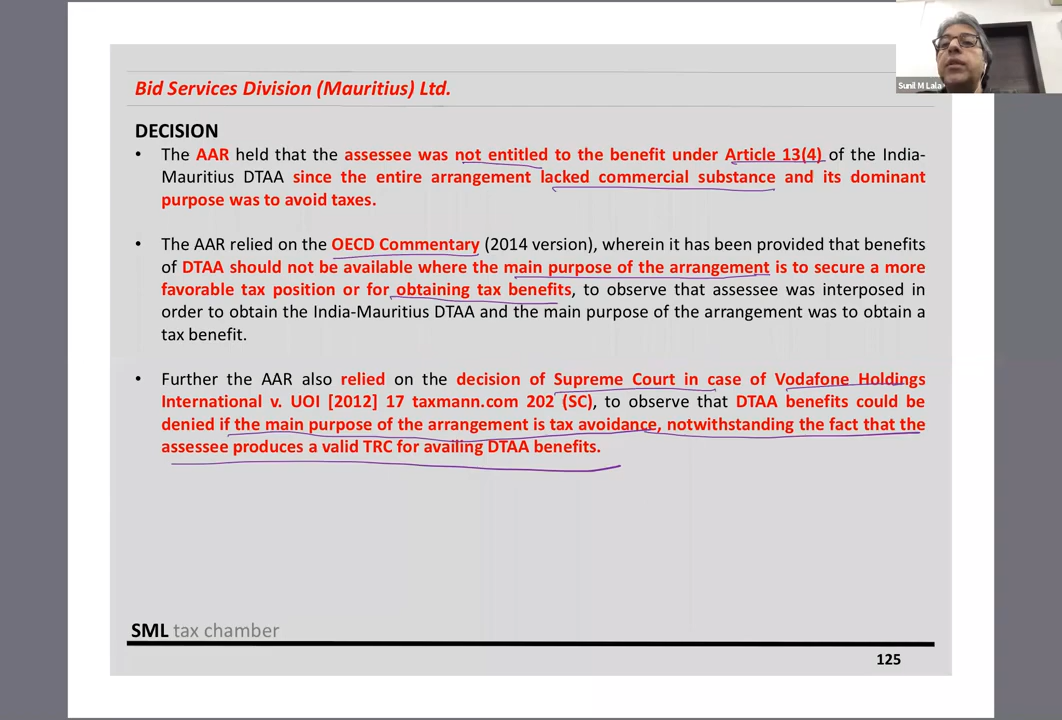 Sunil M Lala
Bid Services Division (Mauritius) Ltd.
DECISION
• The AAR held that the assessee was not entitled to the benefit under Article 13(4) of the India-
Mauritius DTAA since the entire arrangement lacked commercial substance and its dominant
purpose was to avoid taxes.
• The AAR relied on the OECD Commentary (2014 version), wherein it has been provided that benefits
of DTAA should not be available where the main purpose of the arrangement is to secure a more
favorable tax position or for obtaining tax benefits, to observe that assessee was interposed in
order to obtain the India-Mauritius DTAA and the main purpose of the arrangement was to obtain a
tax benefit.
• Further the AAR also relied on the decision of Supreme Court in case of Vodafone Holdings
International v. UOI [2012] 17 taxmann.com 202 (SC), to observe that DTAA benefits could be
denied if the main purpose of the arrangement is tax avoidance, notwithstanding the fact that the
assessee produces a valid TRC for availing DTAA benefits.
SML tax chamber
125